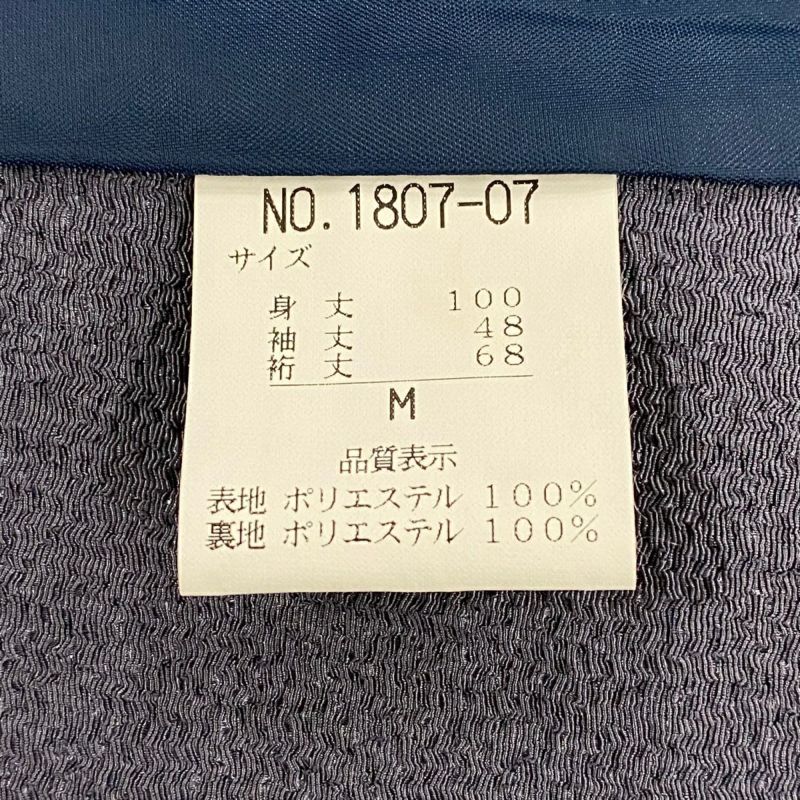 NO.1807-07
サイズ
身丈 100
袖丈 48
裄丈 68
M
品質表示
表地 ポリエステル 100%
裏地 ポリエステル 100%